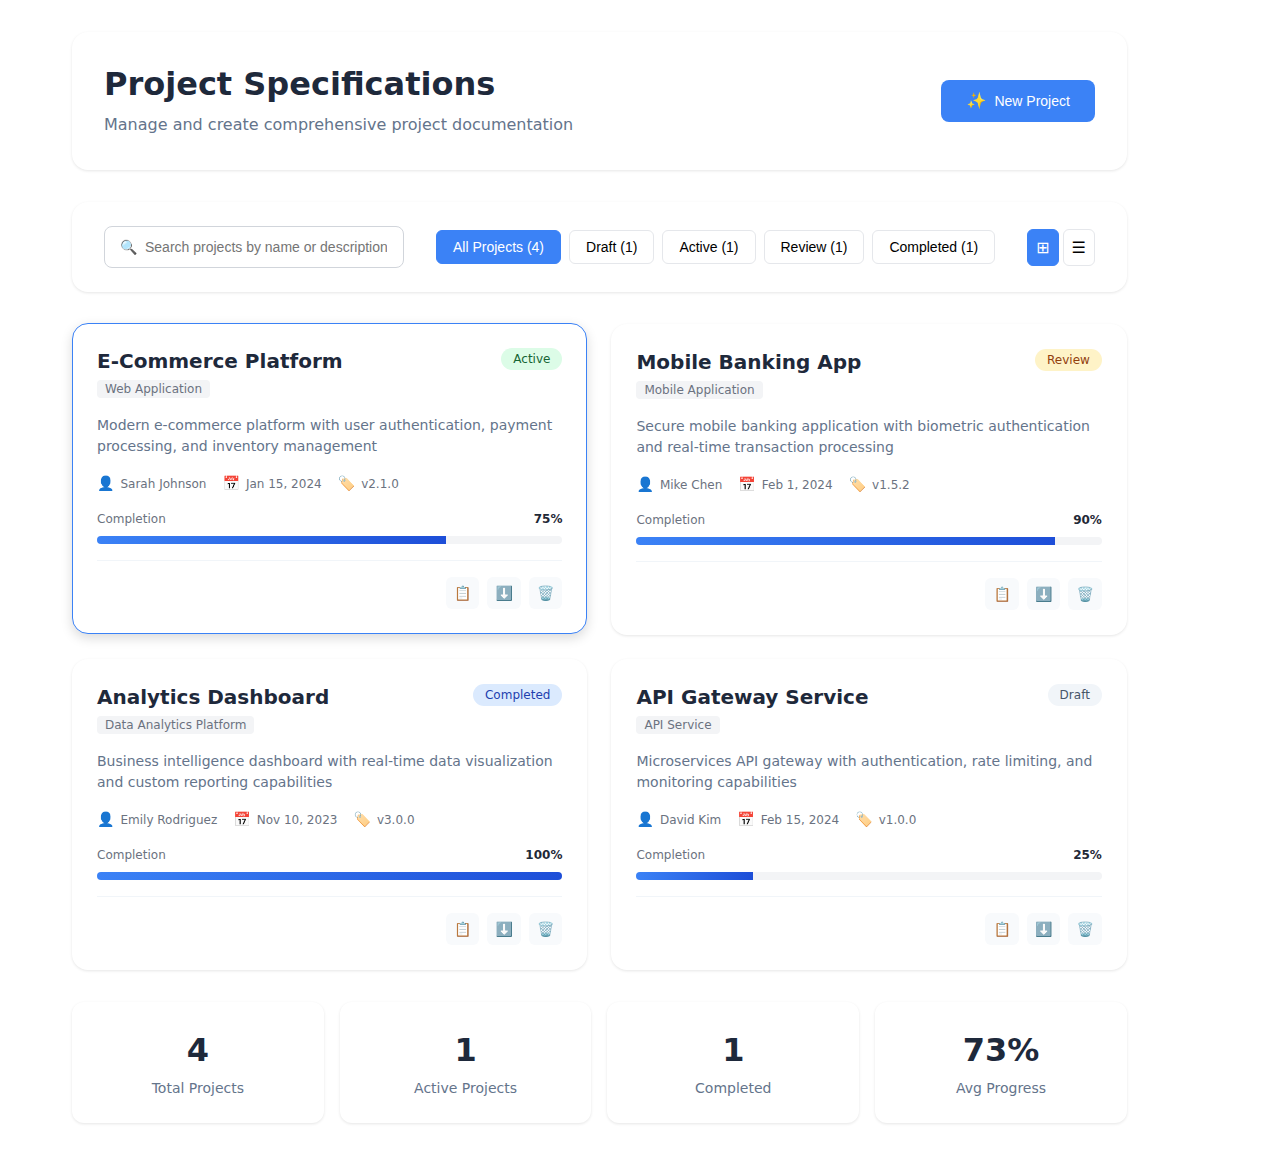 Project Specifications
Manage and create comprehensive project documentation
✨ New Project
🔍 Search projects by name or description
All Projects (4)
Draft (1)
Active (1)
Review (1)
Completed (1)
E-Commerce Platform
Active
Web Application
Modern e-commerce platform with user authentication, payment
processing, and inventory management
👤 Sarah Johnson 📅 Jan 15, 2024 🏷️ v2.1.0
Completion 75%
Mobile Banking App
Review
Mobile Application
Secure mobile banking application with biometric authentication
and real-time transaction processing
👤 Mike Chen 📅 Feb 1, 2024 🏷️ v1.5.2
Completion 90%
Analytics Dashboard
Completed
Data Analytics Platform
Business intelligence dashboard with real-time data visualization
and custom reporting capabilities
👤 Emily Rodriguez 📅 Nov 10, 2023 🏷️ v3.0.0
Completion 100%
API Gateway Service
Draft
API Service
Microservices API gateway with authentication, rate limiting, and
monitoring capabilities
👤 David Kim 📅 Feb 15, 2024 🏷️ v1.0.0
Completion 25%
4
Total Projects
1
Active Projects
1
Completed
73%
Avg Progress